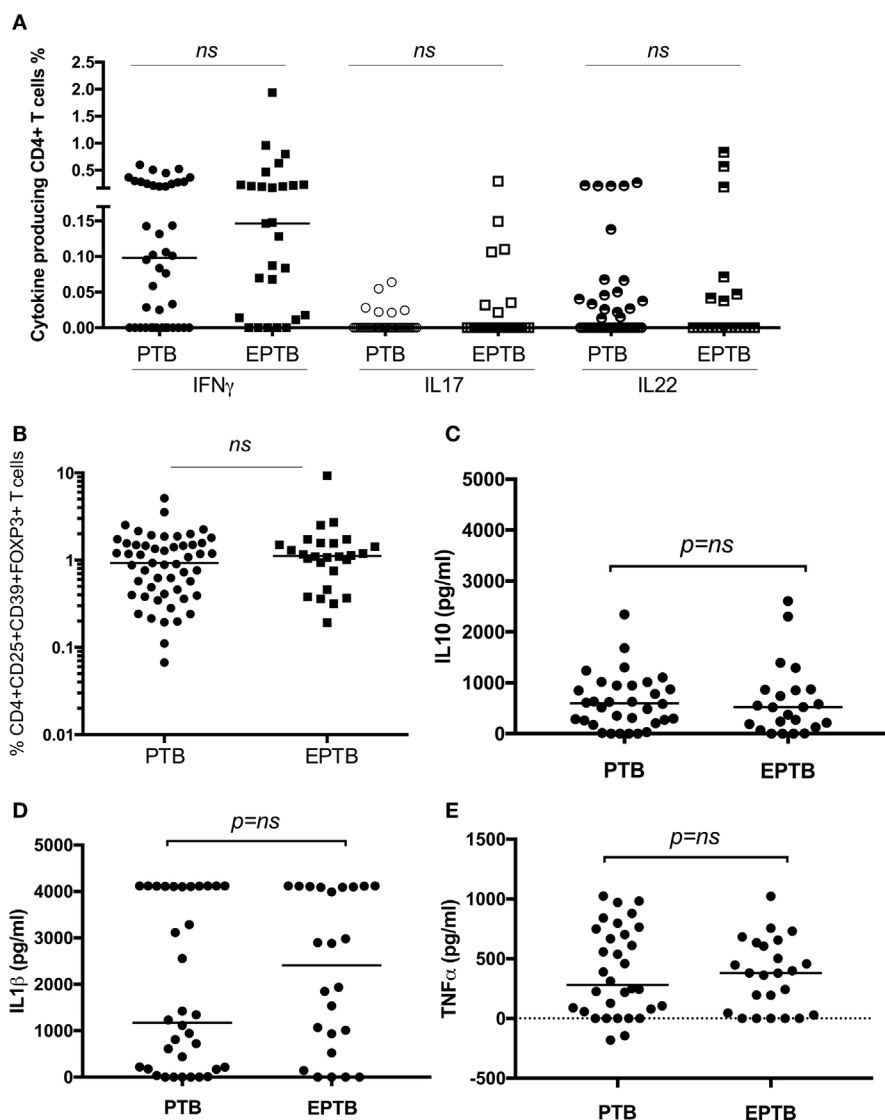 A
ns ns ns
Cytokine producing CD4+ T cells %
2.5
2.0
1.5
1.0
0.5
0.15
0.10
0.05
0.00
PTB EPTB PTB EPTB PTB EPTB
IFNγ IL17 IL22
B
ns
% CD4+CD25+CD39+FOXP3+ T cells
10
1
0.1
0.01
PTB EPTB
C
p=ns
IL10 (pg/ml)
5000
4000
3000
2000
1000
0
PTB EPTB
D
p=ns
IL1β (pg/ml)
5000
4000
3000
2000
1000
0
PTB EPTB
E
p=ns
TNFα (pg/ml)
1500
1000
500
0
-500
PTB EPTB